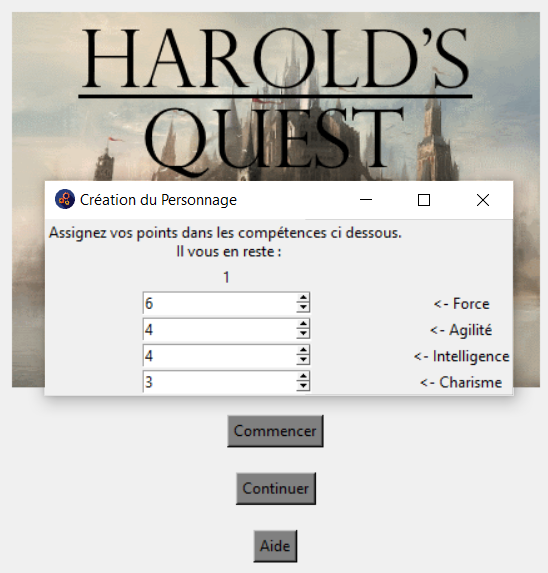 HAROLD'S
QUEST
Création du Personnage
Assignez vos points dans les compétences ci dessous.
Il vous en reste :
1
6 <- Force
4 <- Agilité
4 <- Intelligence
3 <- Charisme
Commencer
Continuer
Aide